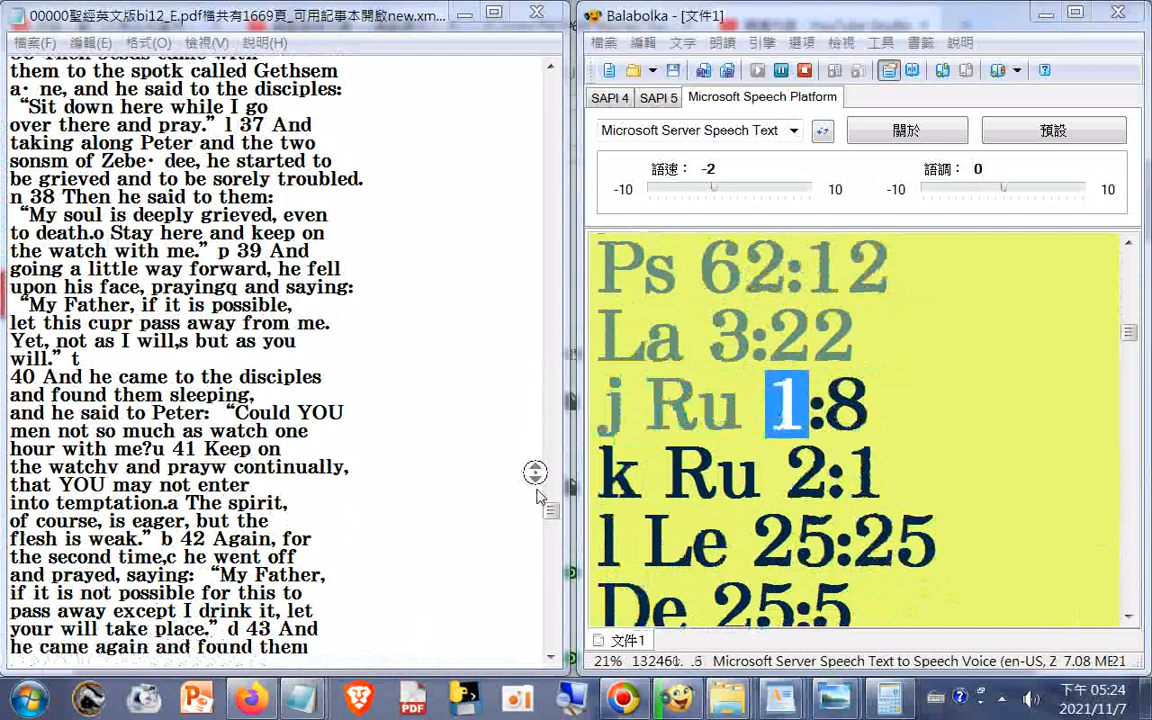 00000聖經英文版bi12_E.pdf檔共有1669頁_可用記事本開啟new.xm...
檔案(F) 編輯(E) 格式(O) 檢視(V) 說明(H)
them to the spotk called Gethsem
a· ne, and he said to the disciples:
“Sit down here while I go
over there and pray.” l 37 And
taking along Peter and the two
sonsm of Zebe· dee, he started to
be grieved and to be sorely troubled.
n 38 Then he said to them:
“My soul is deeply grieved, even
to death.o Stay here and keep on
the watch with me.” p 39 And
going a little way forward, he fell
upon his face, prayingq and saying:
“My Father, if it is possible,
let this cupr pass away from me.
Yet, not as I will,s but as you
will.” t
40 And he came to the disciples
and found them sleeping,
and he said to Peter: “Could YOU
men not so much as watch one
hour with me?u 41 Keep on
the watchv and prayw continually,
that YOU may not enter
into temptation.a The spirit,
of course, is eager, but the
flesh is weak.” b 42 Again, for
the second time,c he went off
and prayed, saying: “My Father,
if it is not possible for this to
pass away except I drink it, let
your will take place.” d 43 And
he came again and found them
Balabolka - [文件1]
檔案 編輯 文字 朗讀 引擎 選項 檢視 工具 書籤 說明
SAPI 4 SAPI 5 Microsoft Speech Platform
Microsoft Server Speech Text 關於 預設
語速: -2 語調: 0
-10 10 -10 10
Ps 62:12
La 3:22
j Ru 1:8
k Ru 2:1
l Le 25:25
De 25:5
文件1
21% Microsoft Server Speech Text to Speech Voice (en-US, Z 7.08 ME21
PDF
下午 05:24
2021/11/7